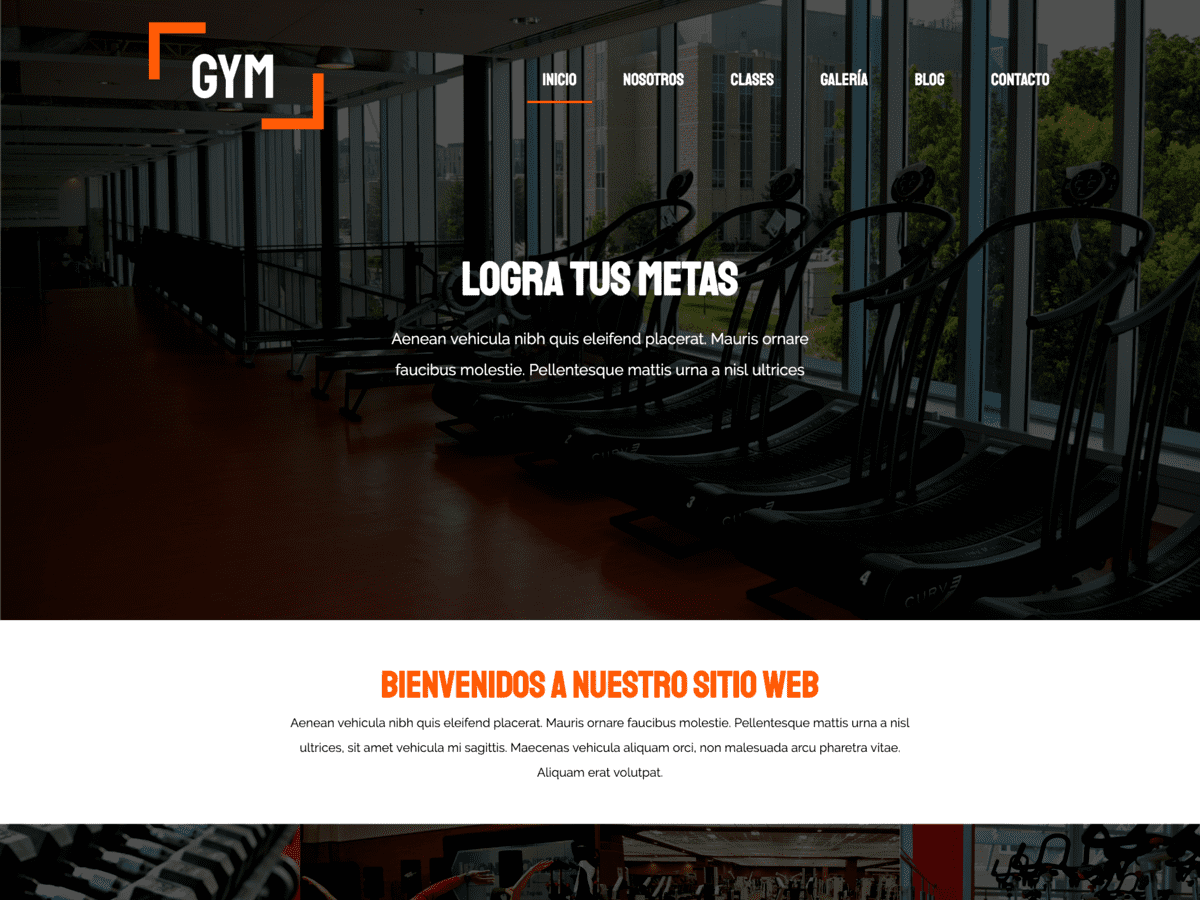 GYM
INICIO NOSOTROS CLASES GALERÍA BLOG CONTACTO
LOGRA TUS METAS
Aenean vehicula nibh quis eleifend placerat. Mauris ornare
faucibus molestie. Pellentesque mattis urna a nisl ultrices
3
4
CURVE
BIENVENIDOS A NUESTRO SITIO WEB
Aenean vehicula nibh quis eleifend placerat. Mauris ornare faucibus molestie. Pellentesque mattis urna a nisl
ultrices, sit amet vehicula mi sagittis. Maecenas vehicula aliquam orci, non malesuada arcu pharetra vitae.
Aliquam erat volutpat.